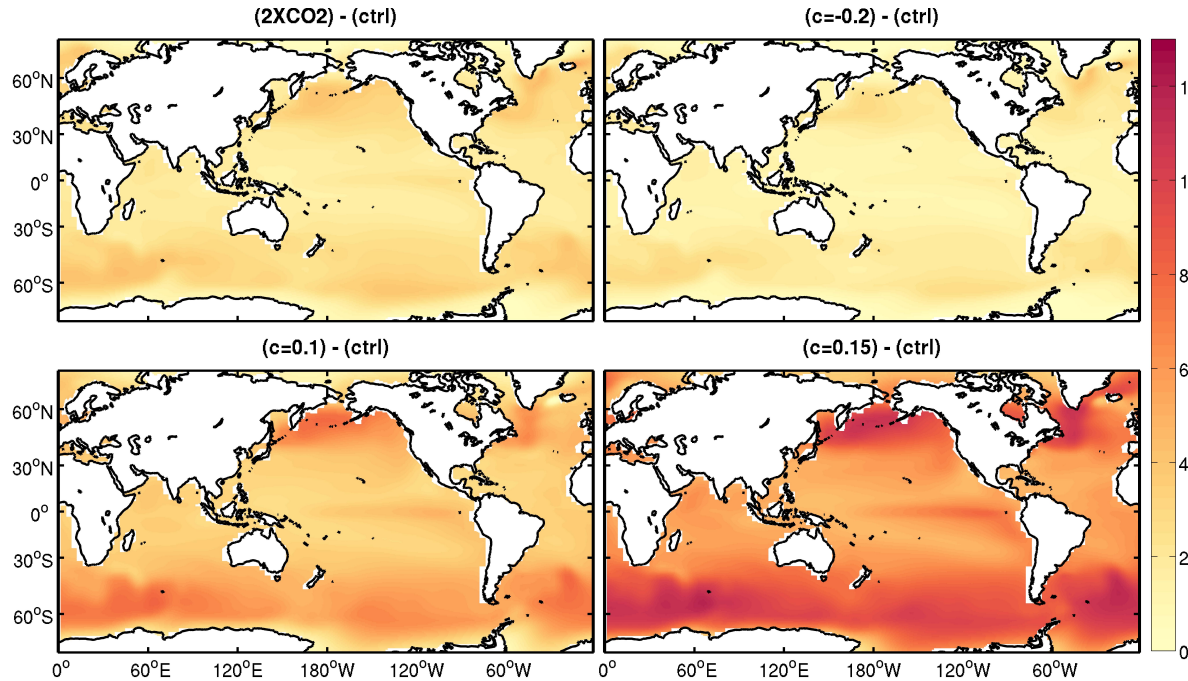 (2XCO2) - (ctrl)
(c=-0.2) - (ctrl)
60°N
30°N
0°
30°S
60°S
(c=0.1) - (ctrl)
(c=0.15) - (ctrl)
60°N
30°N
0°
30°S
60°S
0°
60°E
120°E
180°W
120°W
60°W
0°
60°E
120°E
180°W
120°W
60°W
1
1
8
6
4
2
0